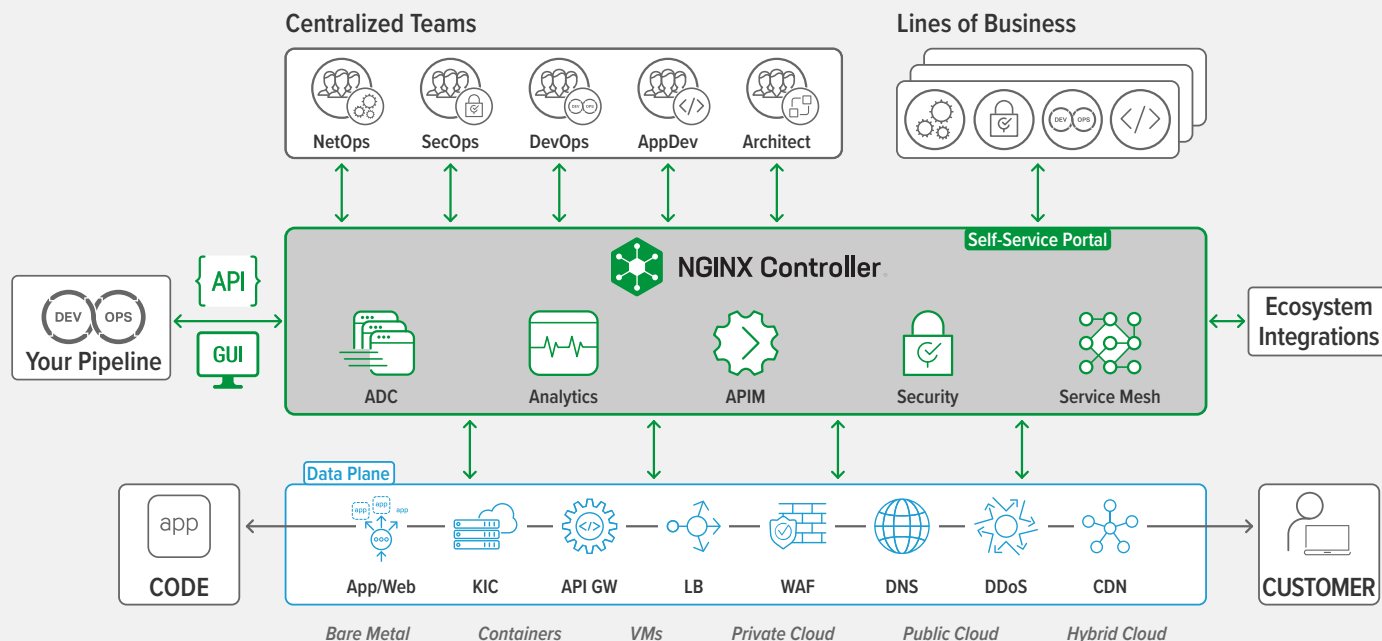 Centralized Teams
Lines of Business
DEV OPS
DEV OPS
NetOps
SecOps
DevOps
AppDev
Architect
Self-Service Portal
NGINX Controller
{API}
DEV OPS
Your Pipeline
GUI
Ecosystem
Integrations
ADC
Analytics
APIM
Security
Service Mesh
Data Plane
app
app
app
app
CODE
App/Web
KIC
API GW
LB
WAF
DNS
DDoS
CDN
CUSTOMER
Bare Metal
Containers
VMs
Private Cloud
Public Cloud
Hybrid Cloud